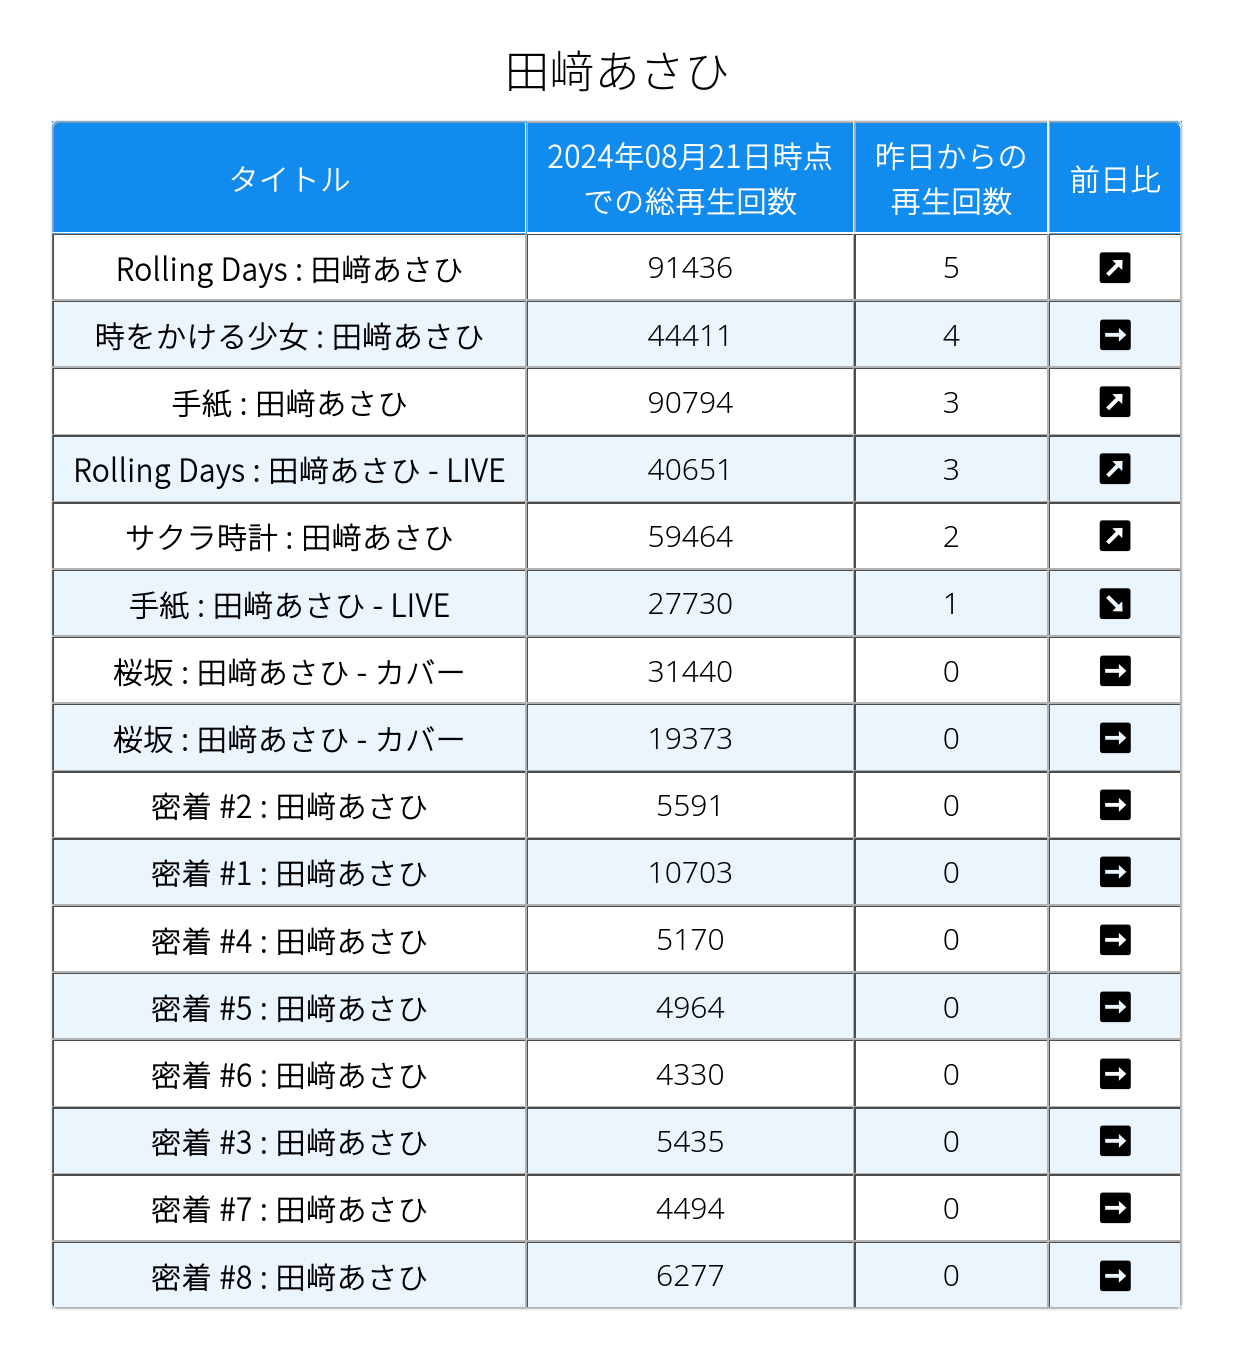 田﨑あさひ
タイトル 2024年08月21日時点での総再生回数 昨日からの再生回数 前日比
Rolling Days : 田﨑あさひ 91436 5 ↗
時をかける少女 : 田﨑あさひ 44411 4 →
手紙 : 田﨑あさひ 90794 3 ↗
Rolling Days : 田﨑あさひ - LIVE 40651 3 ↗
サクラ時計 : 田﨑あさひ 59464 2 ↗
手紙 : 田﨑あさひ - LIVE 27730 1 ↘
桜坂 : 田﨑あさひ - カバー 31440 0 →
桜坂 : 田﨑あさひ - カバー 19373 0 →
密着 #2 : 田﨑あさひ 5591 0 →
密着 #1 : 田﨑あさひ 10703 0 →
密着 #4 : 田﨑あさひ 5170 0 →
密着 #5 : 田﨑あさひ 4964 0 →
密着 #6 : 田﨑あさひ 4330 0 →
密着 #3 : 田﨑あさひ 5435 0 →
密着 #7 : 田﨑あさひ 4494 0 →
密着 #8 : 田﨑あさひ 6277 0 →